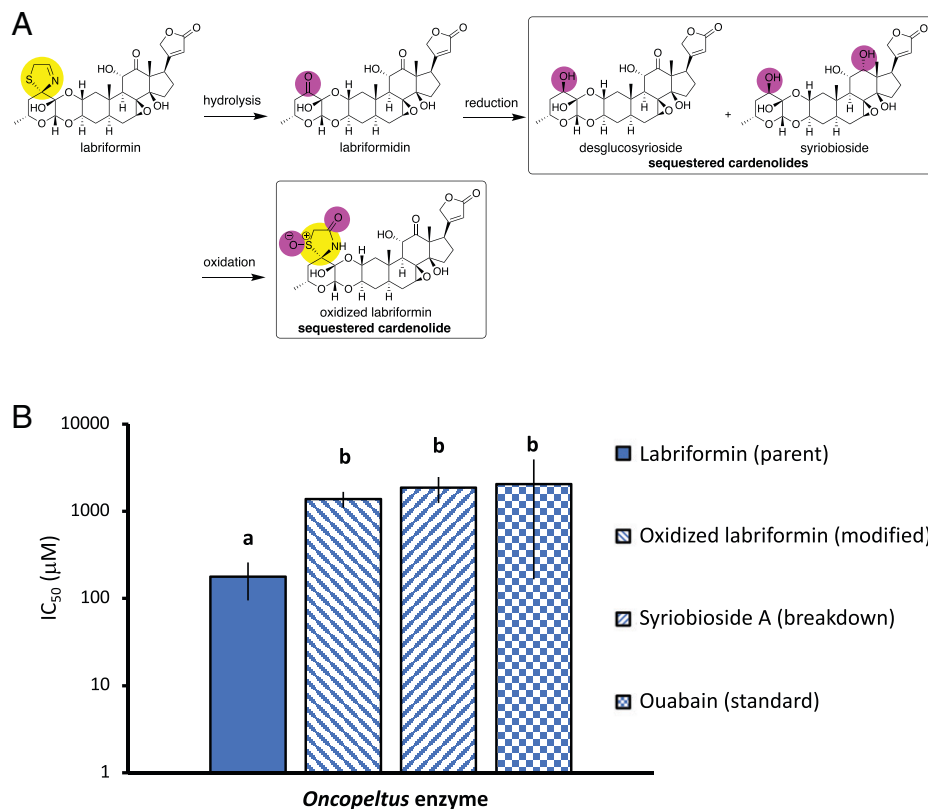 A
hydrolysis
reduction
labriformin
labriformidin
desglucosyrioside
+
syriobioside
sequestered cardenolides
oxidation
oxidized labriformin
sequestered cardenolide
B
IC50 (μM)
10000
1000
100
10
1
a
b
b
b
Oncopeltus enzyme
Labriformin (parent)
Oxidized labriformin (modified)
Syriobioside A (breakdown)
Ouabain (standard)